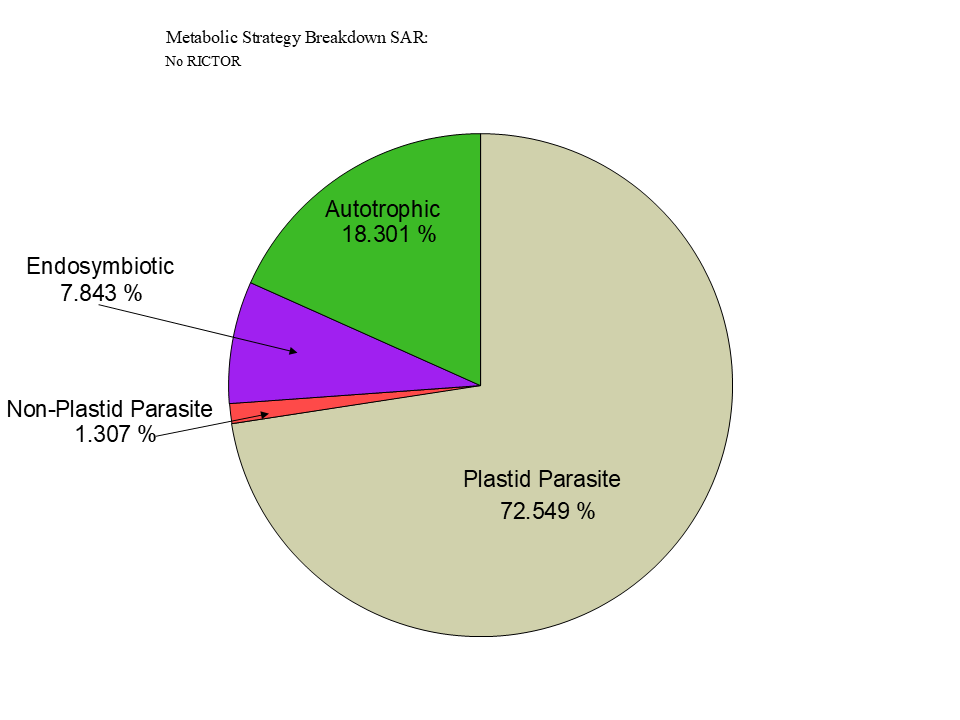 Metabolic Strategy Breakdown SAR:
No RICTOR
Autotrophic
18.301 %
Endosymbiotic
7.843 %
Non-Plastid Parasite
1.307 %
Plastid Parasite
72.549 %